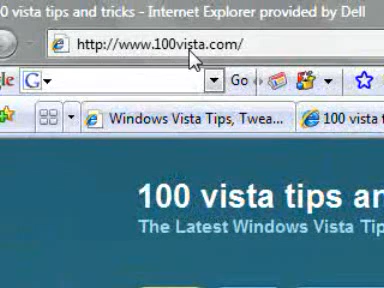 0 vista tips and tricks - Internet Explorer provided by Dell
http://www.100vista.com/
gle G Go
Windows Vista Tips, Twea... 100 vista t
100 vista tips an
The Latest Windows Vista Tip